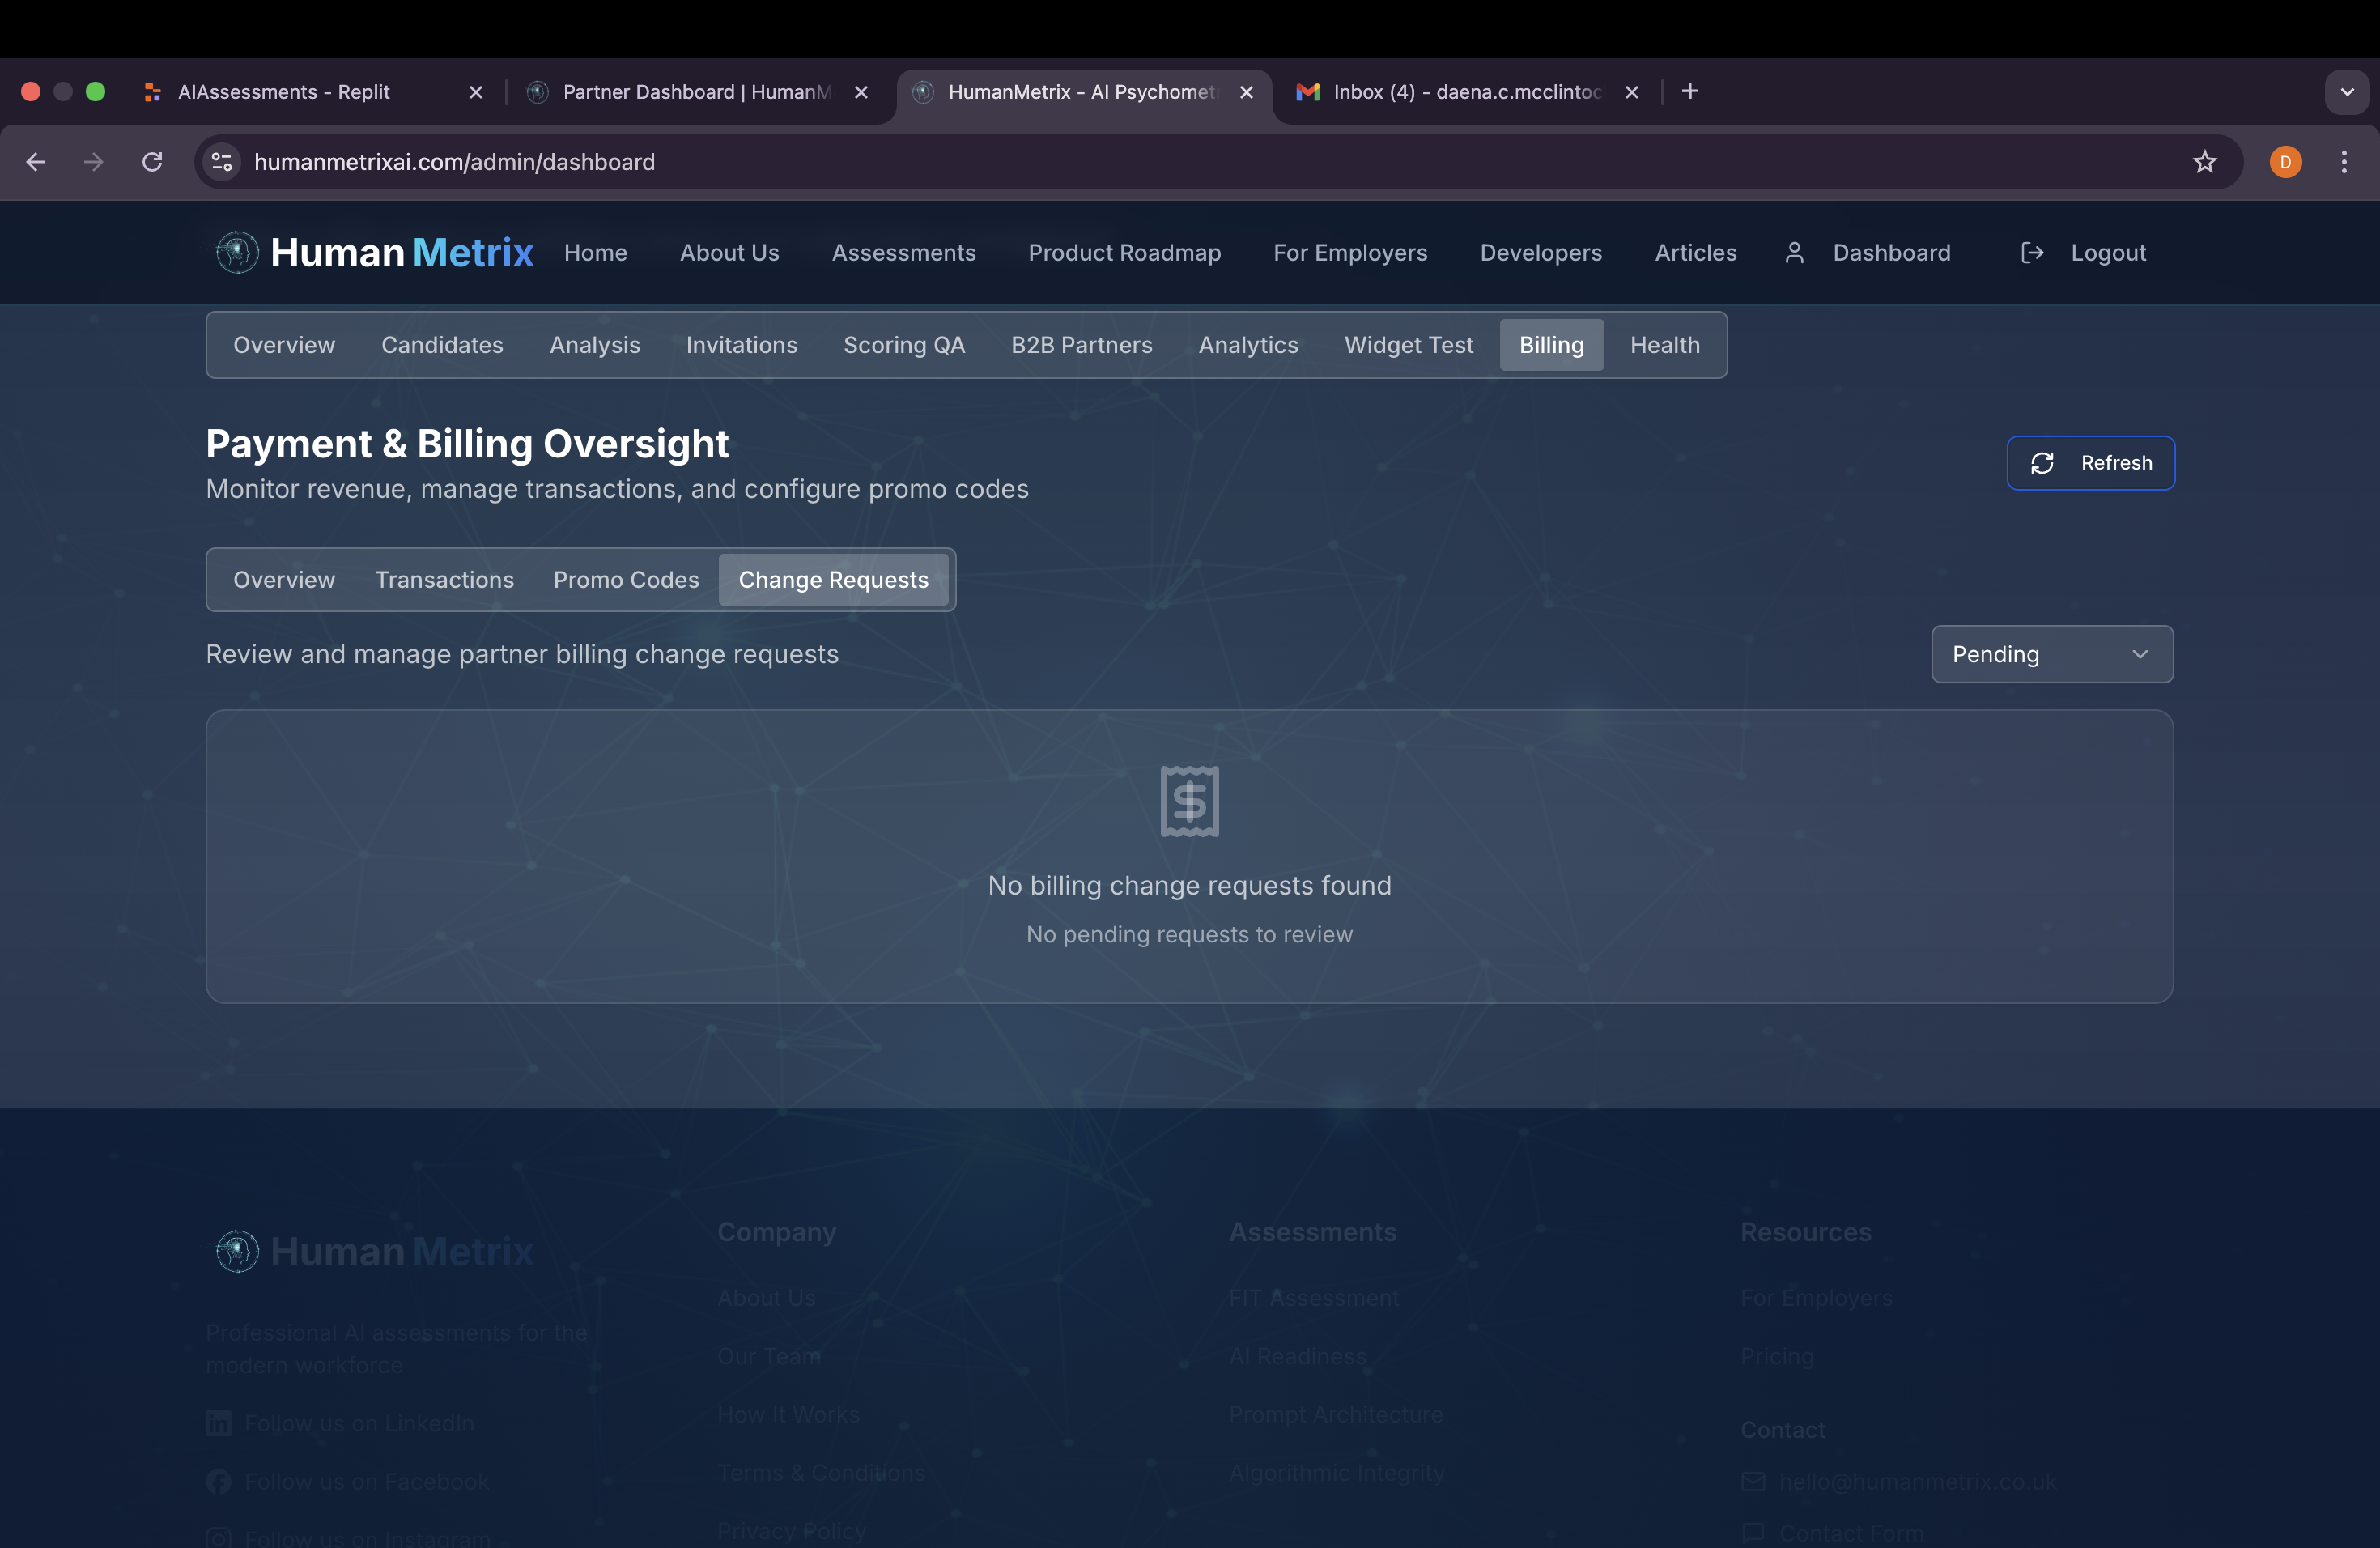 AIAssessments - Replit
Partner Dashboard | HumanM
HumanMetrix - AI Psychomet
Inbox (4) - daena.c.mcclintoc
humanmetrixai.com/admin/dashboard
D
Human Metrix
Home
About Us
Assessments
Product Roadmap
For Employers
Developers
Articles
Dashboard
Logout
Overview
Candidates
Analysis
Invitations
Scoring QA
B2B Partners
Analytics
Widget Test
Billing
Health
Payment & Billing Oversight
Monitor revenue, manage transactions, and configure promo codes
Refresh
Overview
Transactions
Promo Codes
Change Requests
Review and manage partner billing change requests
Pending
No billing change requests found
No pending requests to review
Human Metrix
Professional AI assessments for the
modern workforce
Follow us on LinkedIn
Follow us on Facebook
Follow us on Instagram
Company
About Us
Our Team
How It Works
Terms & Conditions
Privacy Policy
Assessments
FIT Assessment
AI Readiness
Prompt Architecture
Algorithmic Integrity
Resources
For Employers
Pricing
Contact
hello@humanmetrix.co.uk
Contact Form